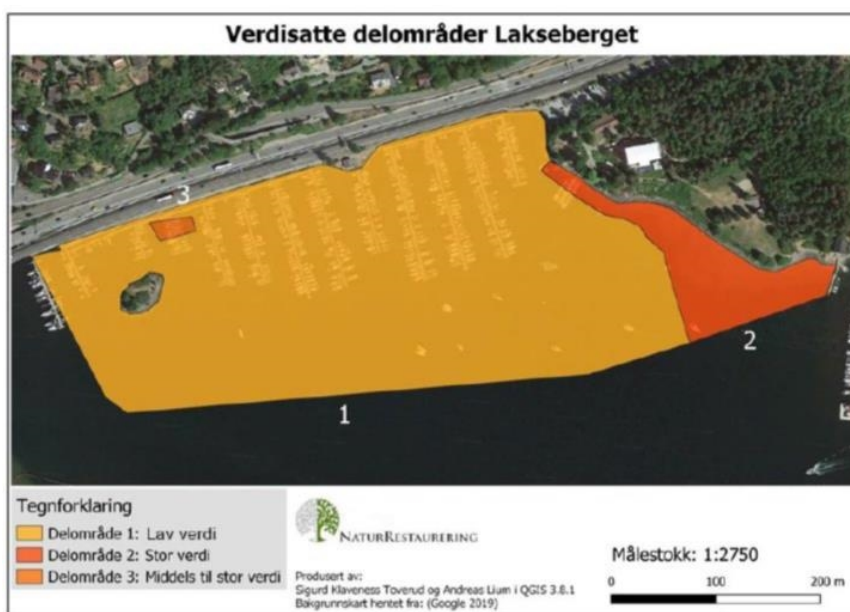 Verdisatte delområder Lakseberget
3
2
1
Tegnforklaring
Delområde 1: Lav verdi
Delområde 2: Stor verdi
Delområde 3: Middels til stor verdi
NATURRESTAURERING
Produsert av:
Sigurd Klaveness Toverud og Andreas Lium i QGIS 3.8.1
Bakgrunnskart hentet fra: (Google 2019)
Målestokk: 1:2750
0 100 200 m